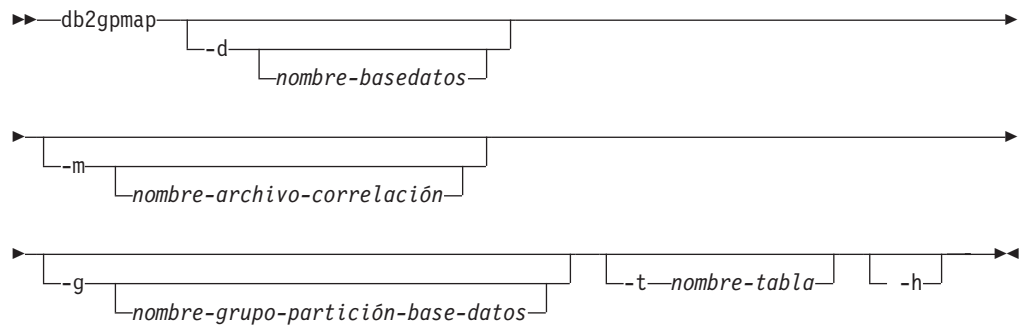 db2gpmap -d
nombre-basedatos
-m
nombre-archivo-correlación
-g -t nombre-tabla -h
nombre-grupo-partición-base-datos